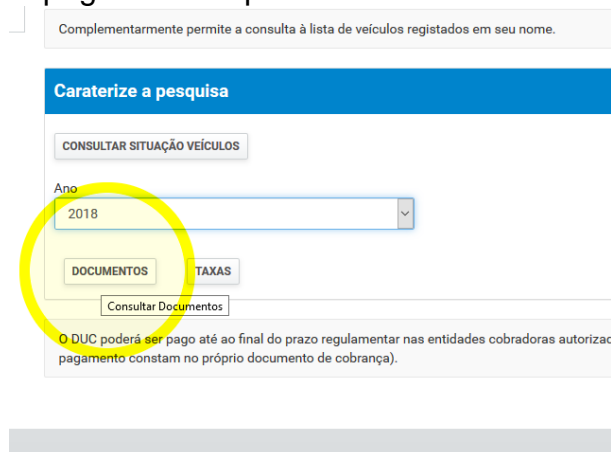 Complementarmente permite a consulta à lista de veículos registados em seu nome.
Caraterize a pesquisa
CONSULTAR SITUAÇÃO VEÍCULOS
Ano
2018
DOCUMENTOS TAXAS
Consultar Documentos
O DUC poderá ser pago até ao final do prazo regulamentar nas entidades cobradoras
pagamento constam no próprio documento de cobrança).